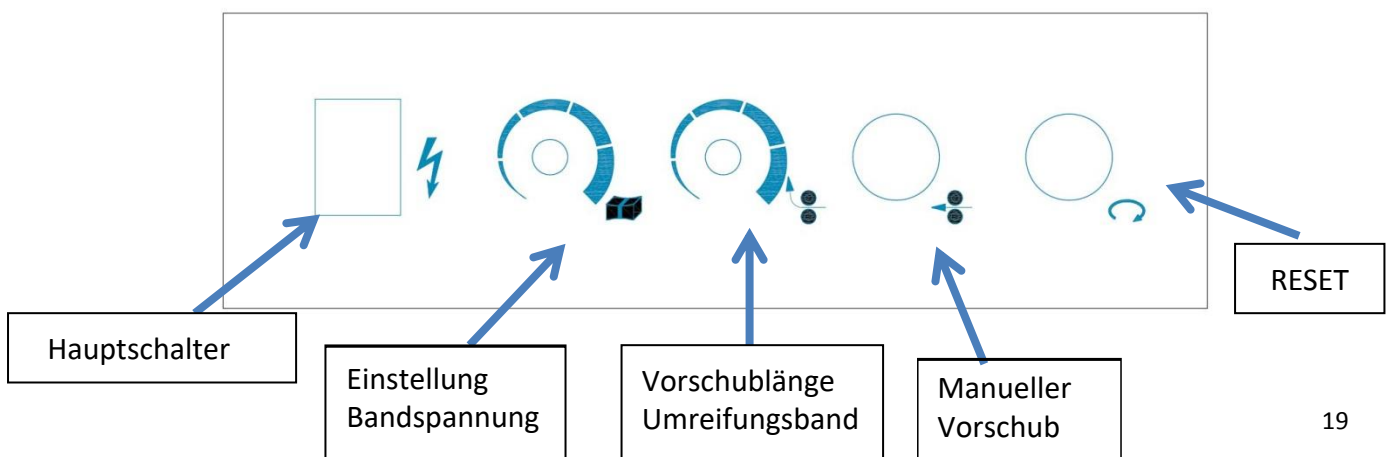 RESET
Hauptschalter
Einstellung
Bandspannung
Vorschublänge
Umreifungsband
Manueller
Vorschub
19